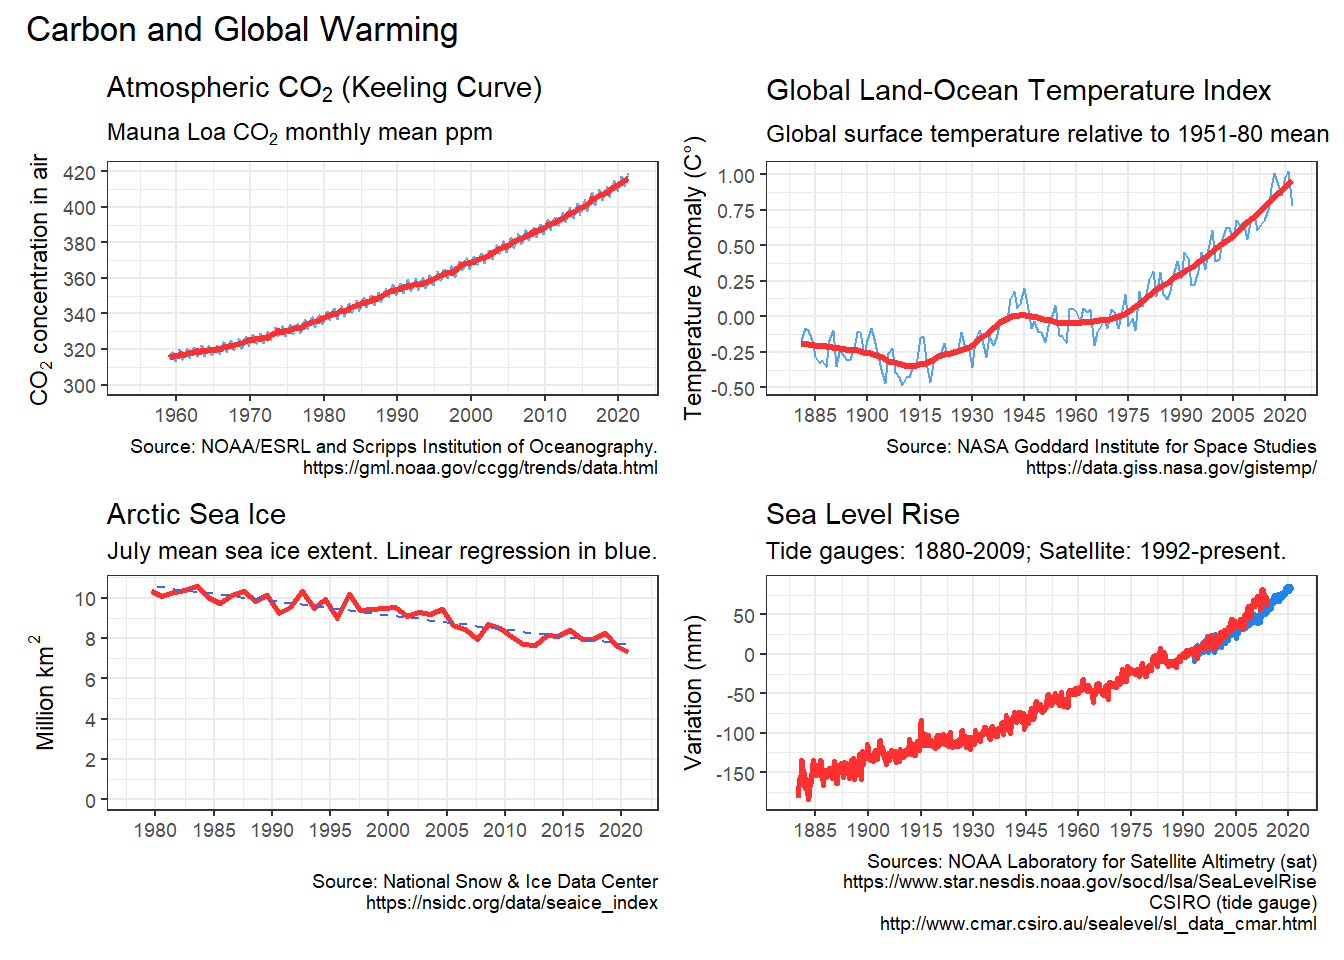 Carbon and Global Warming
Atmospheric CO₂ (Keeling Curve)
Mauna Loa CO₂ monthly mean ppm
CO₂ concentration in air
420
400
380
360
340
320
300
1960 1970 1980 1990 2000 2010 2020
Source: NOAA/ESRL and Scripps Institution of Oceanography.
https://gml.noaa.gov/ccgg/trends/data.html
Global Land-Ocean Temperature Index
Global surface temperature relative to 1951-80 mean
Temperature Anomaly (C°)
1.00
0.75
0.50
0.25
0.00
-0.25
-0.50
1885 1900 1915 1930 1945 1960 1975 1990 2005 2020
Source: NASA Goddard Institute for Space Studies
https://data.giss.nasa.gov/gistemp/
Arctic Sea Ice
July mean sea ice extent. Linear regression in blue.
Million km²
10
8
6
4
2
0
1980 1985 1990 1995 2000 2005 2010 2015 2020
Source: National Snow & Ice Data Center
https://nsidc.org/data/seaice_index
Sea Level Rise
Tide gauges: 1880-2009; Satellite: 1992-present.
Variation (mm)
50
0
-50
-100
-150
1885 1900 1915 1930 1945 1960 1975 1990 2005 2020
Sources: NOAA Laboratory for Satellite Altimetry (sat)
https://www.star.nesdis.noaa.gov/socd/lsa/SeaLevelRise
CSIRO (tide gauge)
http://www.cmar.csiro.au/sealevel/sl_data_cmar.html